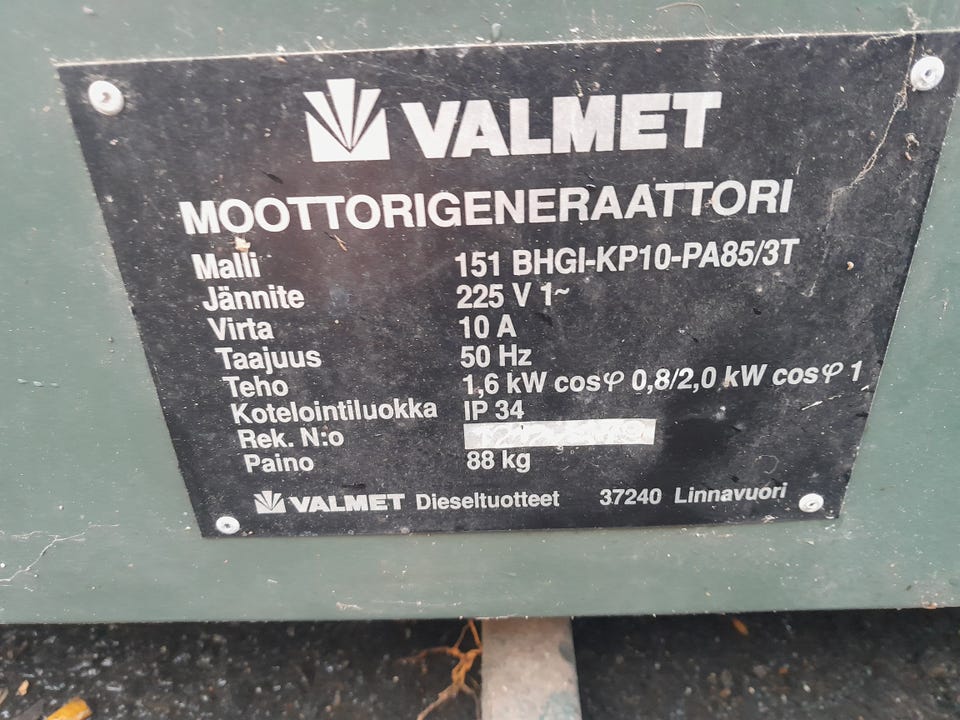 VALMET
MOOTTORIGENERAATTORI
Malli 151 BHGI-KP10-PA85/3T
Jännite 225 V 1~
Virta 10 A
Taajuus 50 Hz
Teho 1,6 kW cosφ 0,8/2,0 kW cosφ 1
Kotelointiluokka IP 34
Rek. N:o
Paino 88 kg
VALMET Dieseltuotteet 37240 Linnavuori